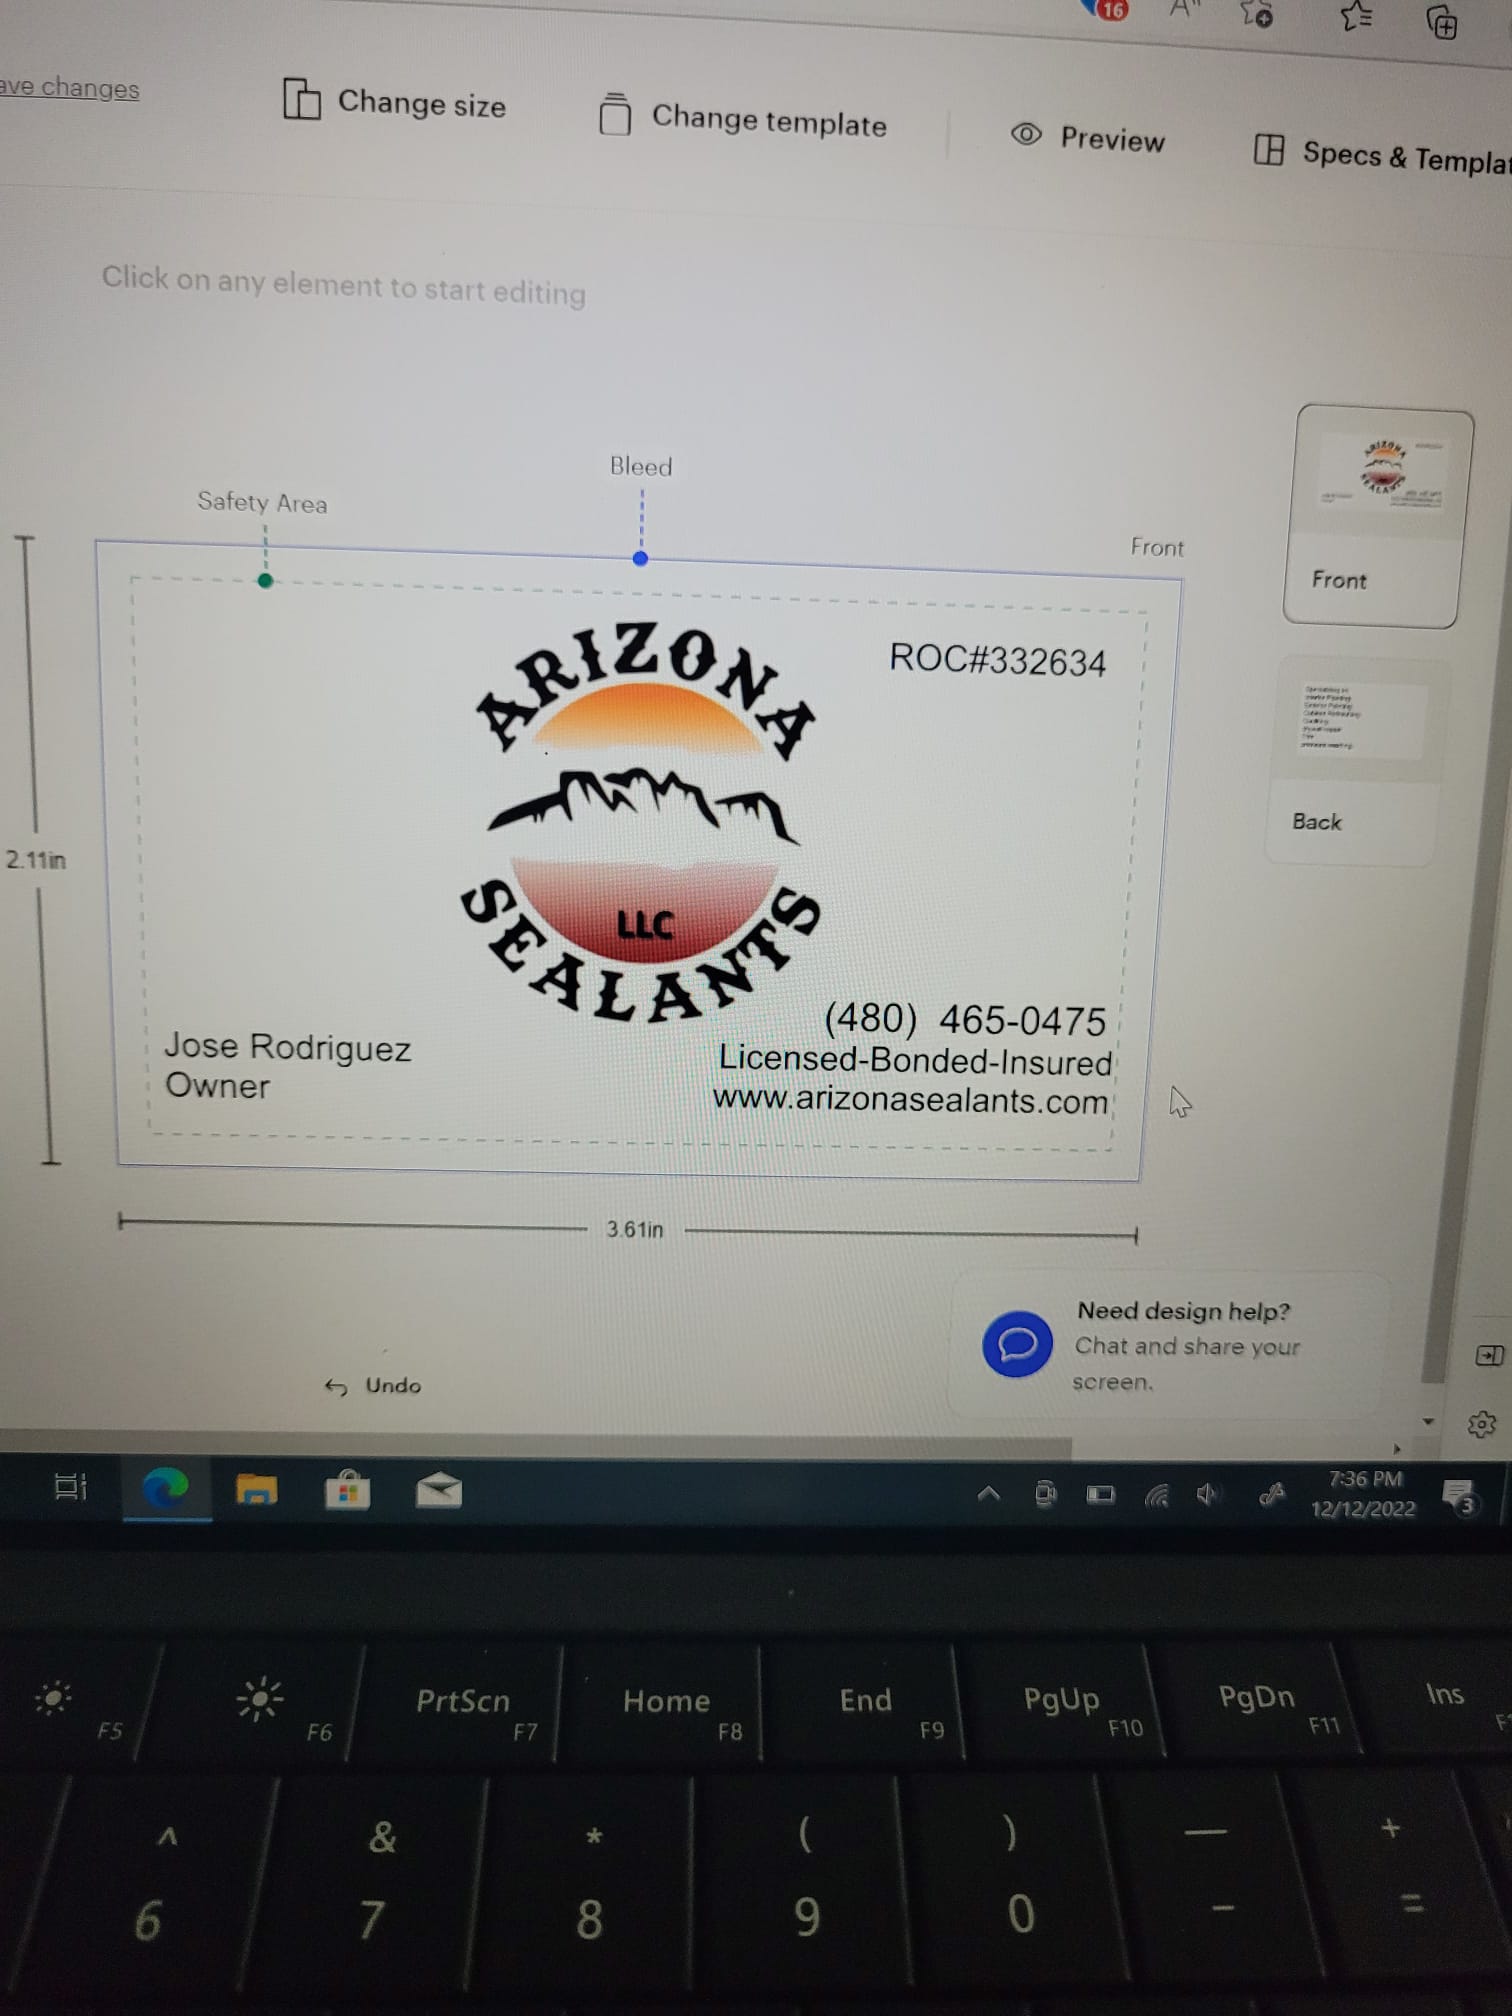 16
ave changes
Change size
Change template
Preview
Specs & Templat
Click on any element to start editing
Bleed
Safety Area
Front
ARIZONA
ROC#332634
LLC
SEALANTS
(480) 465-0475
Licensed-Bonded-Insured
www.arizonasealants.com
Jose Rodriguez
Owner
2.11in
3.61in
ARIZONA
SEALANTS
Front
Back
Need design help?
Chat and share your
screen.
Undo
7:36 PM
12/12/2022
3
F5
F6
PrtScn
F7
Home
F8
End
F9
PgUp
F10
PgDn
F11
Ins
^
&
*
(
)
—
+
6
7
8
9
0
-
=